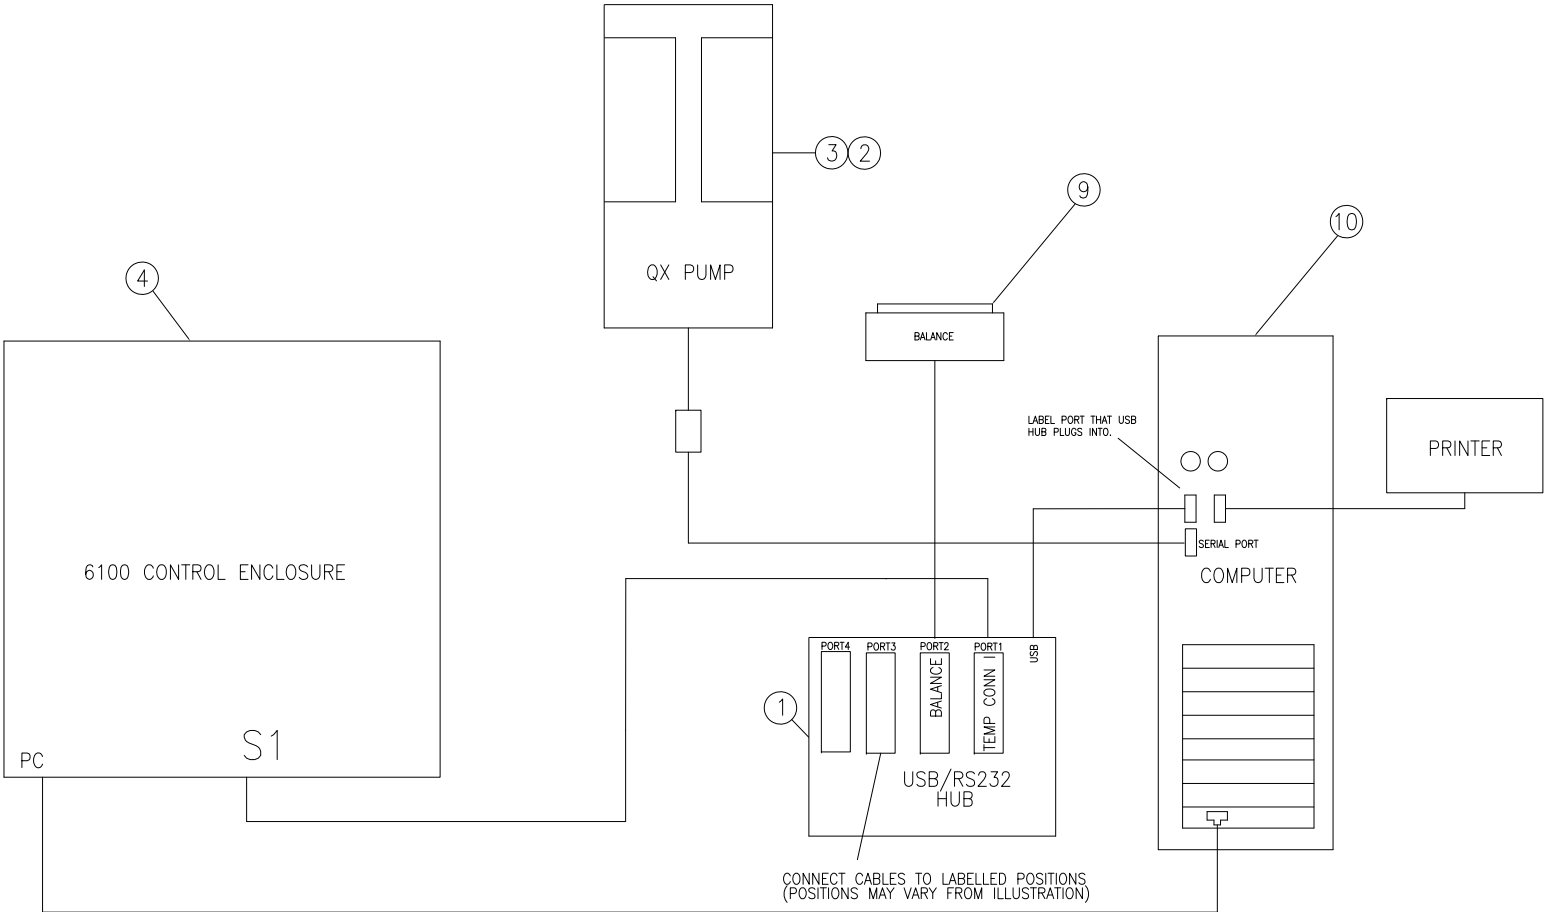 3
2
9
10
QX PUMP
4
BALANCE
LABEL PORT THAT USB
HUB PLUGS INTO.
PRINTER
SERIAL PORT
6100 CONTROL ENCLOSURE
COMPUTER
PORT4
PORT3
PORT2
PORT1
USB
BALANCE
TEMP CONN I
1
S1
PC
USB/RS232
HUB
CONNECT CABLES TO LABELLED POSITIONS
(POSITIONS MAY VARY FROM ILLUSTRATION)